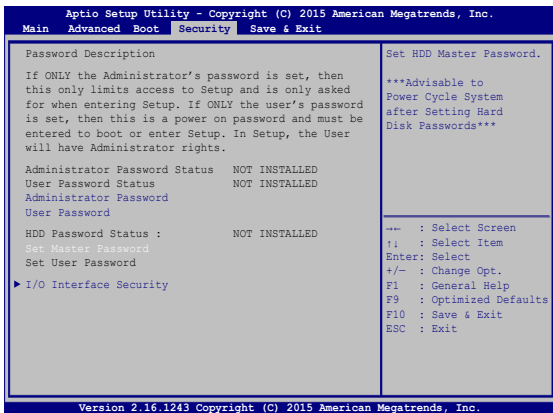 Aptio Setup Utility - Copyright (C) 2015 American Megatrends, Inc.
Main Advanced Boot Security Save & Exit
Password Description
If ONLY the Administrator's password is set, then
this only limits access to Setup and is only asked
for when entering Setup. If ONLY the user's password
is set, then this is a power on password and must be
entered to boot or enter Setup. In Setup, the User
will have Administrator rights.
Administrator Password Status NOT INSTALLED
User Password Status NOT INSTALLED
Administrator Password
User Password
HDD Password Status : NOT INSTALLED
Set Master Password
Set User Password
I/O Interface Security
Set HDD Master Password.
***Advisable to
Power Cycle System
after Setting Hard
Disk Passwords***
→← : Select Screen
↑↓ : Select Item
Enter: Select
+/— : Change Opt.
F1 : General Help
F9 : Optimized Defaults
F10 : Save & Exit
ESC : Exit
Version 2.16.1243 Copyright (C) 2015 American Megatrends, Inc.